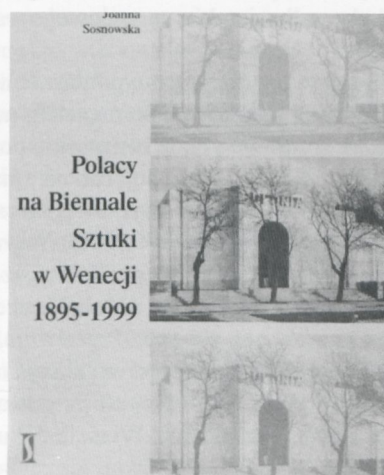 Joanna
Sosnowska
Polacy
na Biennale
Sztuki
w Wenecji
1895-1999